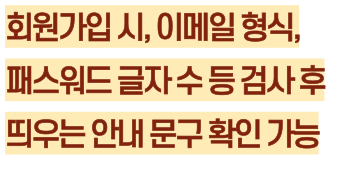 회원가입 시, 이메일 형식,
패스워드 글자 수 등 검사 후
띄우는 안내 문구 확인 가능